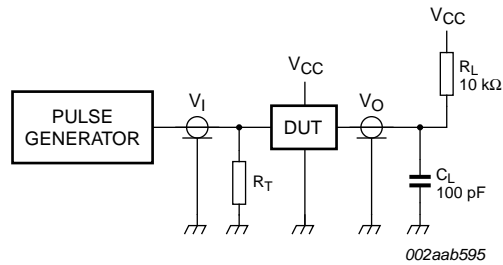 VCC
RL
10 kΩ
VCC
VI
VO
PULSE
GENERATOR
DUT
RT
CL
100 pF
002aab595